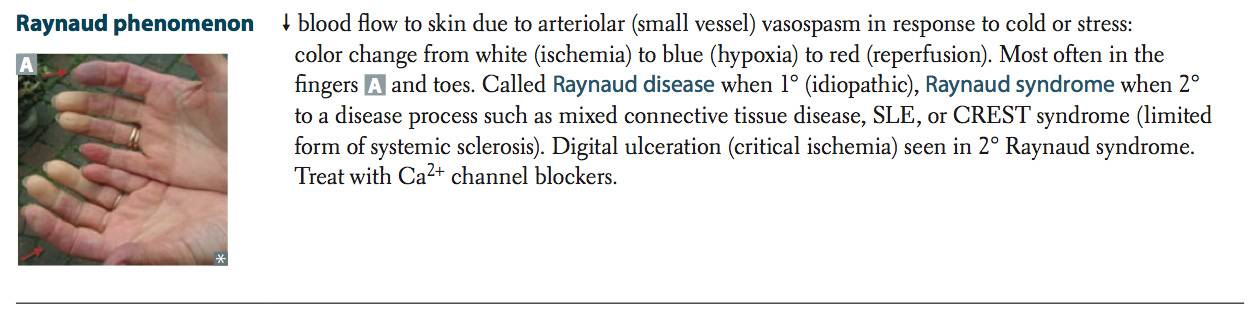 Raynaud phenomenon
↓ blood flow to skin due to arteriolar (small vessel) vasospasm in response to cold or stress:
color change from white (ischemia) to blue (hypoxia) to red (reperfusion). Most often in the
fingers A and toes. Called Raynaud disease when 1° (idiopathic), Raynaud syndrome when 2°
to a disease process such as mixed connective tissue disease, SLE, or CREST syndrome (limited
form of systemic sclerosis). Digital ulceration (critical ischemia) seen in 2° Raynaud syndrome.
Treat with Ca²⁺ channel blockers.
A
*